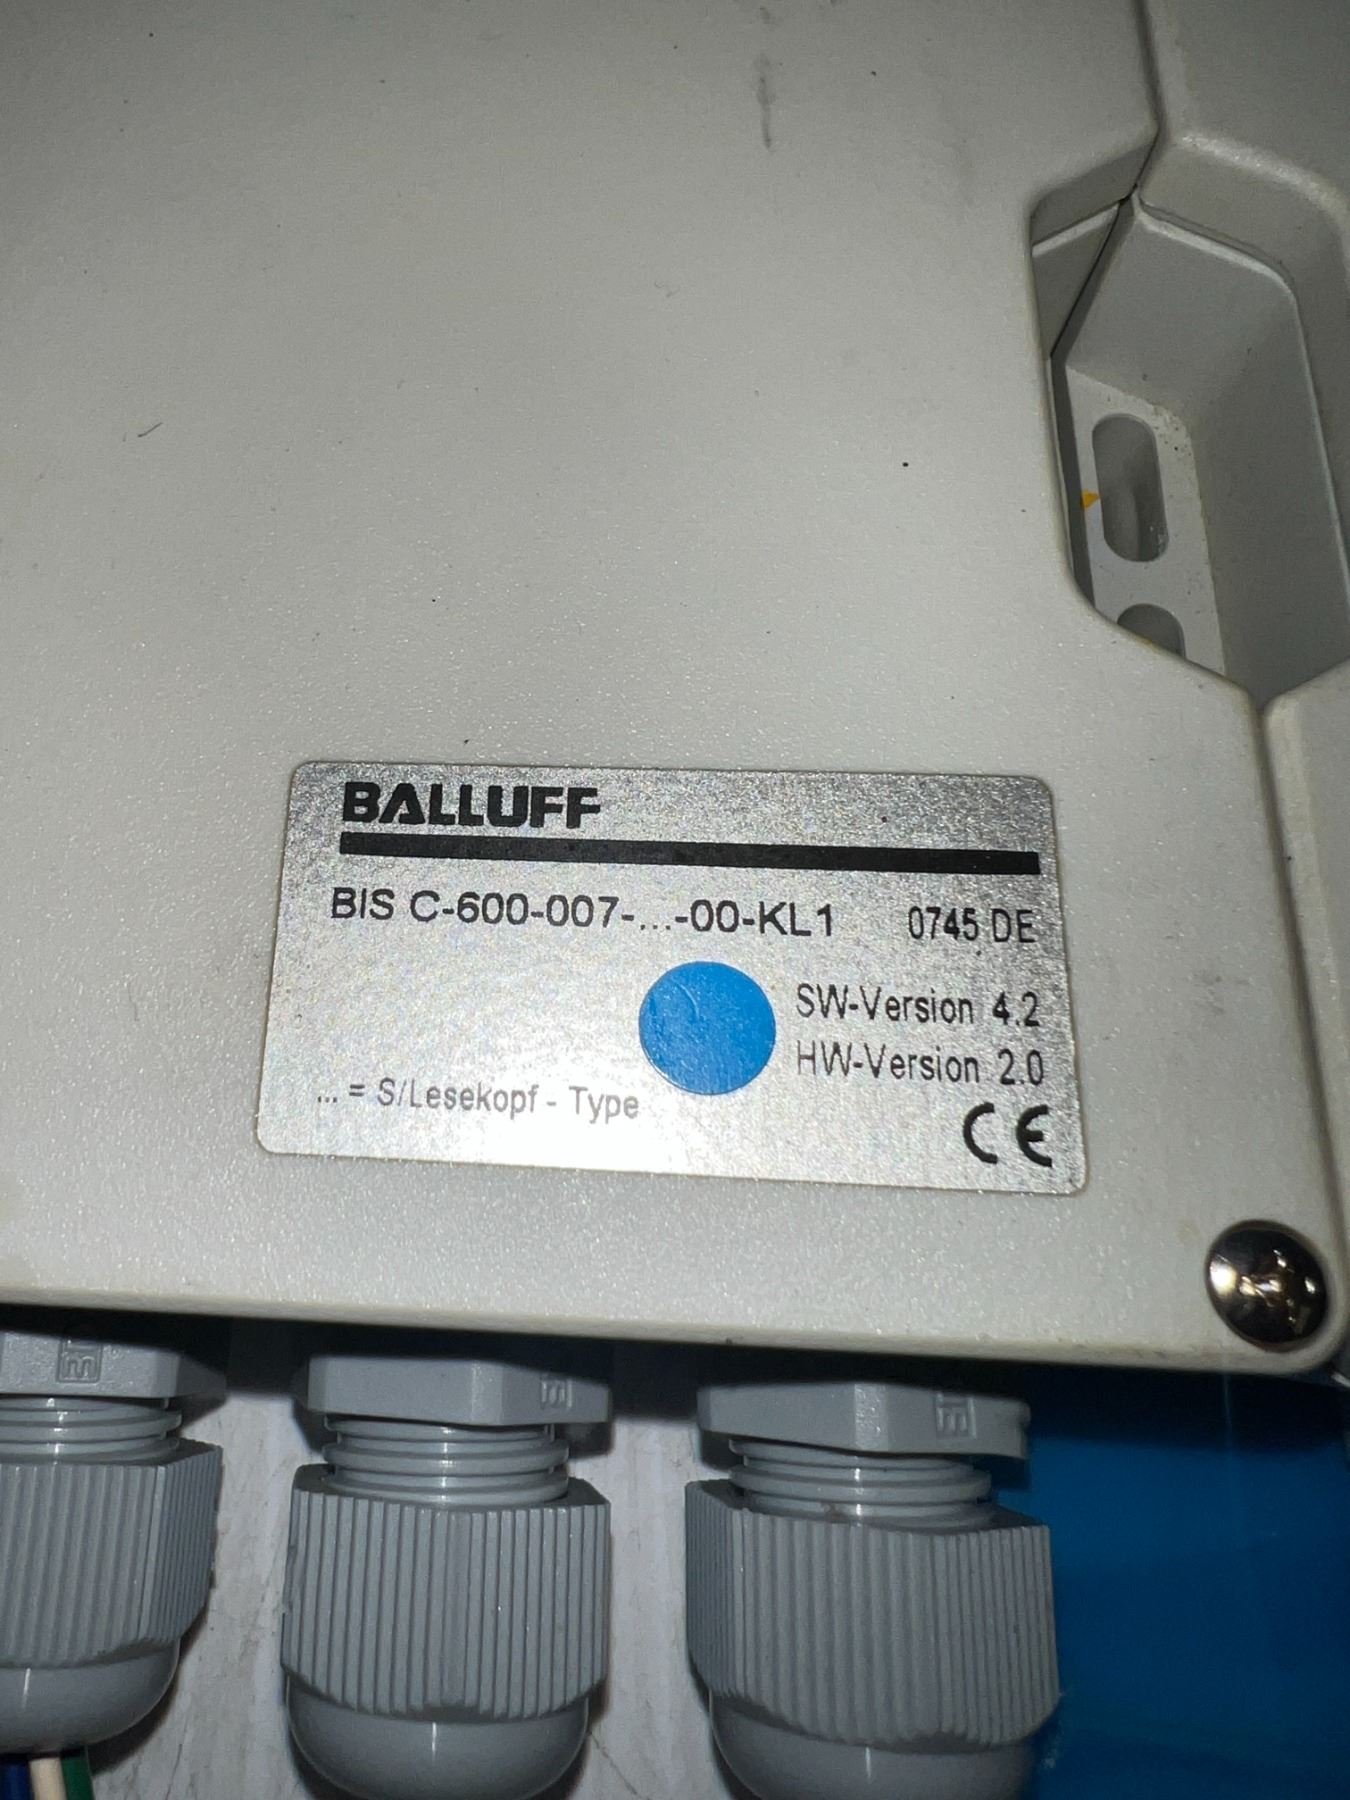 BALLUFF
BIS C-600-007-...-00-KL1 0745 DE
SW-Version 4.2
HW-Version 2.0
... = S/Lesekopf - Type
CE